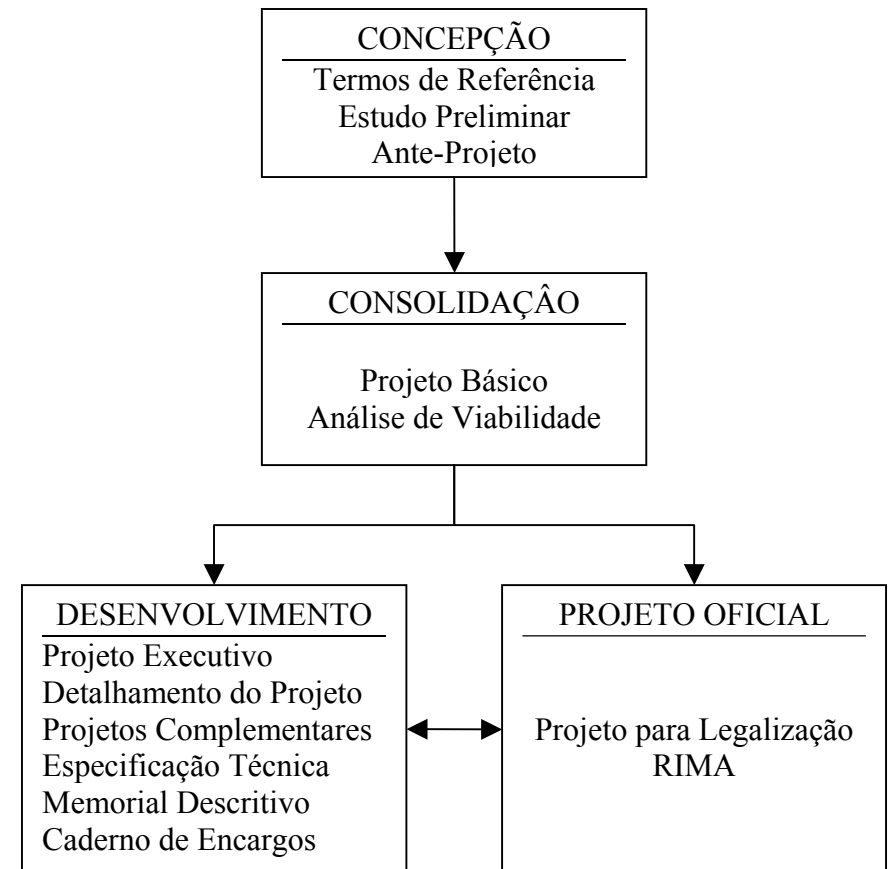 CONCEPÇÃO
Termos de Referência
Estudo Preliminar
Ante-Projeto
CONSOLIDAÇÂO
Projeto Básico
Análise de Viabilidade
DESENVOLVIMENTO
Projeto Executivo
Detalhamento do Projeto
Projetos Complementares
Especificação Técnica
Memorial Descritivo
Caderno de Encargos
PROJETO OFICIAL
Projeto para Legalização
RIMA